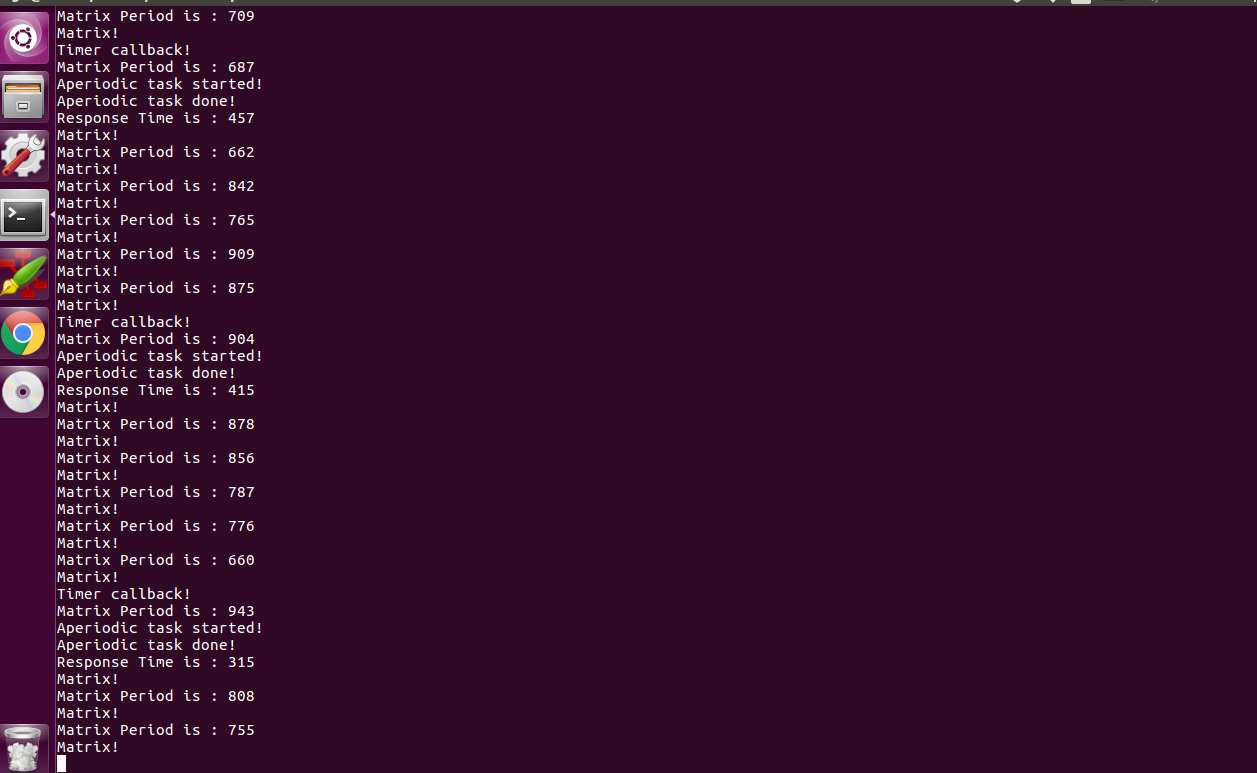 Matrix Period is : 709
Matrix!
Timer callback!
Matrix Period is : 687
Aperiodic task started!
Aperiodic task done!
Response Time is : 457
Matrix!
Matrix Period is : 662
Matrix!
Matrix Period is : 842
Matrix!
Matrix Period is : 765
Matrix!
Matrix Period is : 909
Matrix!
Matrix Period is : 875
Matrix!
Timer callback!
Matrix Period is : 904
Aperiodic task started!
Aperiodic task done!
Response Time is : 415
Matrix!
Matrix Period is : 878
Matrix!
Matrix Period is : 856
Matrix!
Matrix Period is : 787
Matrix!
Matrix Period is : 776
Matrix!
Matrix Period is : 660
Matrix!
Timer callback!
Matrix Period is : 943
Aperiodic task started!
Aperiodic task done!
Response Time is : 315
Matrix!
Matrix Period is : 808
Matrix!
Matrix Period is : 755
Matrix!